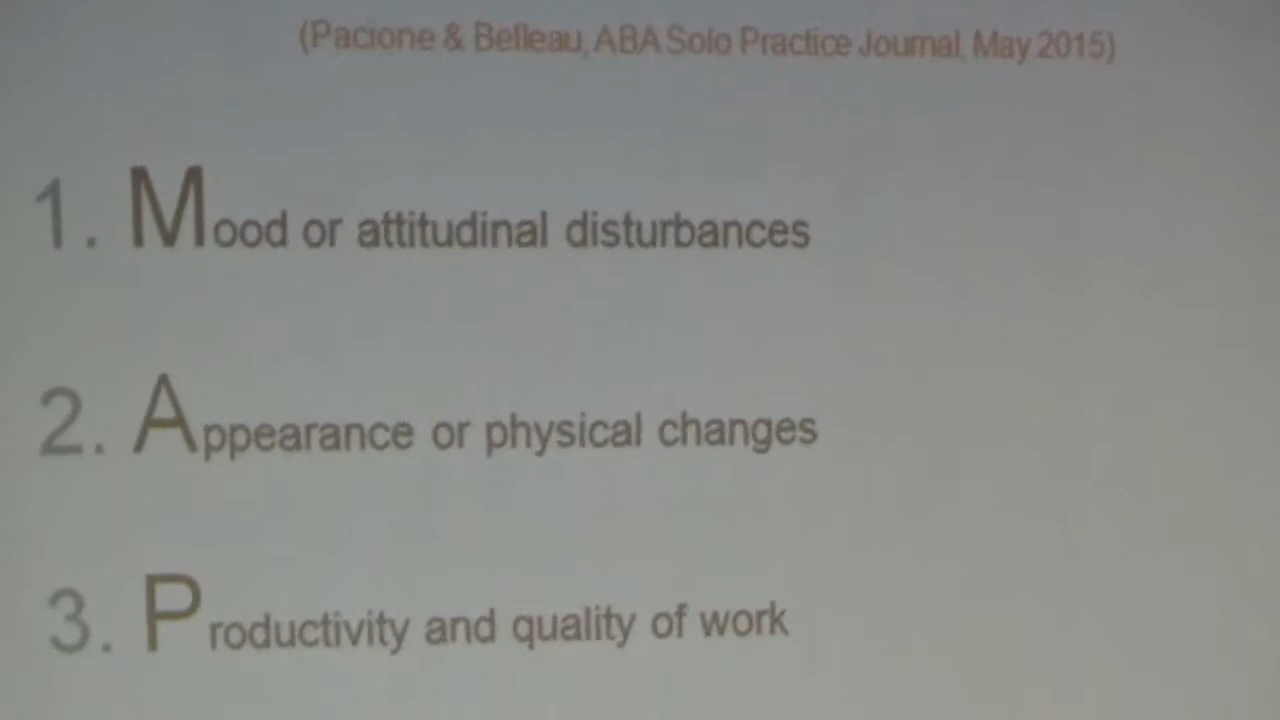 (Pacione & Belleau, ABA Solo Practice Journal, May 2015)
1. Mood or attitudinal disturbances
2. Appearance or physical changes
3. Productivity and quality of work